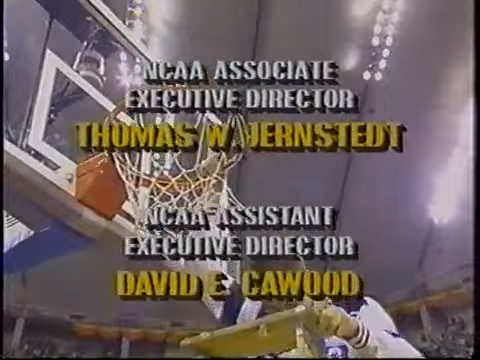 NCAA ASSOCIATE
EXECUTIVE DIRECTOR
THOMAS W. JERNSTEDT
NCAA ASSISTANT
EXECUTIVE DIRECTOR
DAVID E. CAWOOD